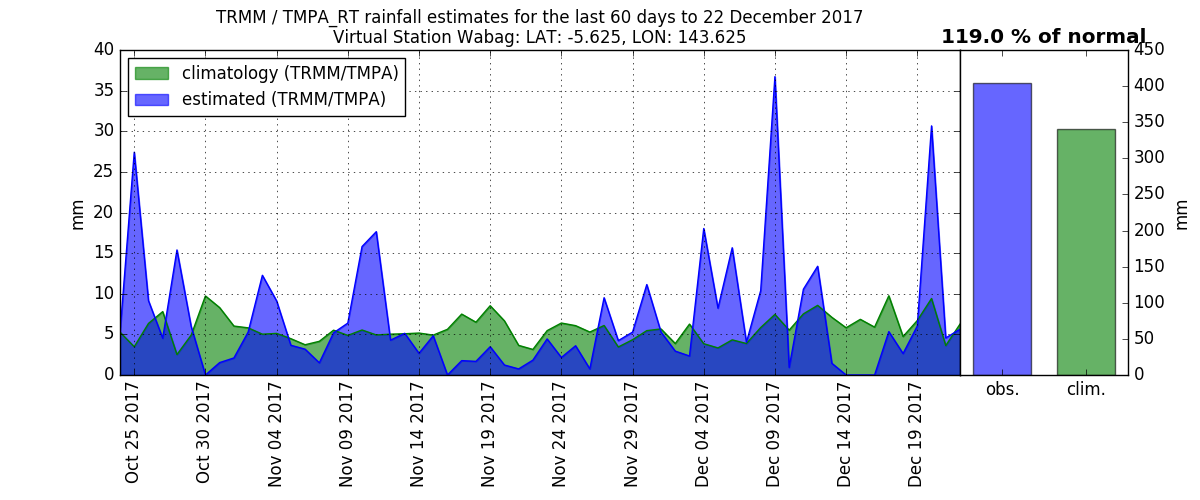 TRMM / TMPA_RT rainfall estimates for the last 60 days to 22 December 2017
Virtual Station Wabag: LAT: -5.625, LON: 143.625
119.0 % of normal
climatology (TRMM/TMPA)
estimated (TRMM/TMPA)
40
35
30
25
20
15
10
5
0
mm
450
400
350
300
250
200
150
100
50
0
mm
Oct 25 2017
Oct 30 2017
Nov 04 2017
Nov 09 2017
Nov 14 2017
Nov 19 2017
Nov 24 2017
Nov 29 2017
Dec 04 2017
Dec 09 2017
Dec 14 2017
Dec 19 2017
obs.
clim.